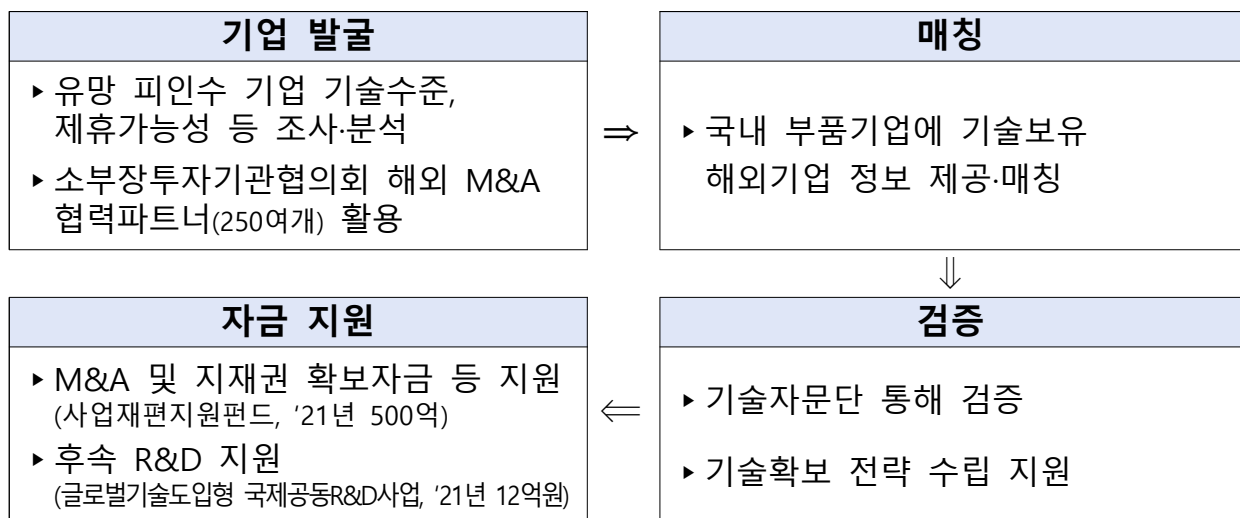 기업 발굴
▸유망 피인수 기업 기술수준,
제휴가능성 등 조사·분석
▸소부장투자기관협의회 해외 M&A
협력파트너(250여개) 활용
⇒
매칭
▸국내 부품기업에 기술보유
해외기업 정보 제공·매칭
⇓
검증
▸기술자문단 통해 검증
▸기술확보 전략 수립 지원
⇐
자금 지원
▸M&A 및 지재권 확보자금 등 지원
(사업재편지원펀드, ′21년 500억)
▸후속 R&D 지원
(글로벌기술도입형 국제공동R&D사업, ′21년 12억원)